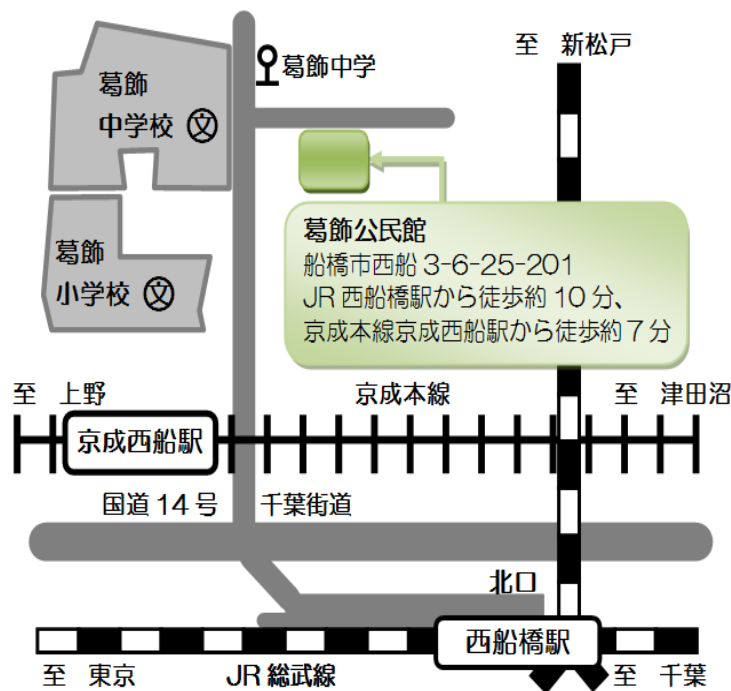 至 新松戸
葛飾中学
葛飾
中学校 文
葛飾公民館
船橋市西船 3-6-25-201
JR 西船橋駅から徒歩約 10 分、
京成本線京成西船駅から徒歩約 7 分
葛飾
小学校 文
至 上野
京成本線
至 津田沼
京成西船駅
国道 14 号
千葉街道
北口
西船橋駅
至 東京
JR 総武線
至 千葉